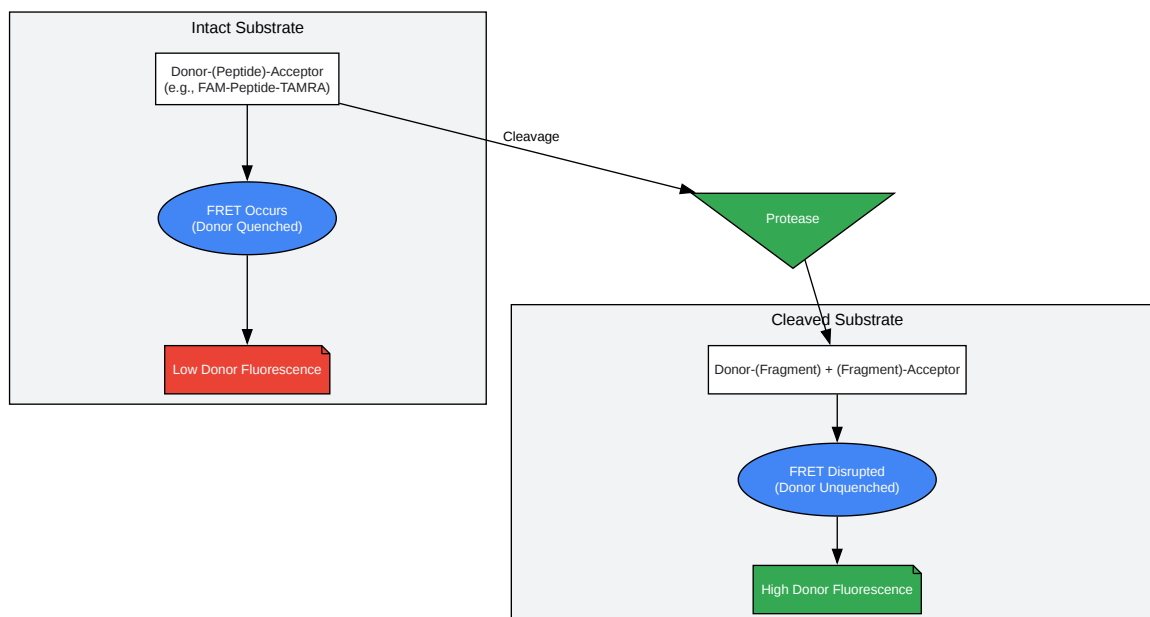 Intact Substrate
Donor-(Peptide)-Acceptor
(e.g., FAM-Peptide-TAMRA)
Cleavage
FRET Occurs
(Donor Quenched)
Protease
Low Donor Fluorescence
Cleaved Substrate
Donor-(Fragment) + (Fragment)-Acceptor
FRET Disrupted
(Donor Unquenched)
High Donor Fluorescence